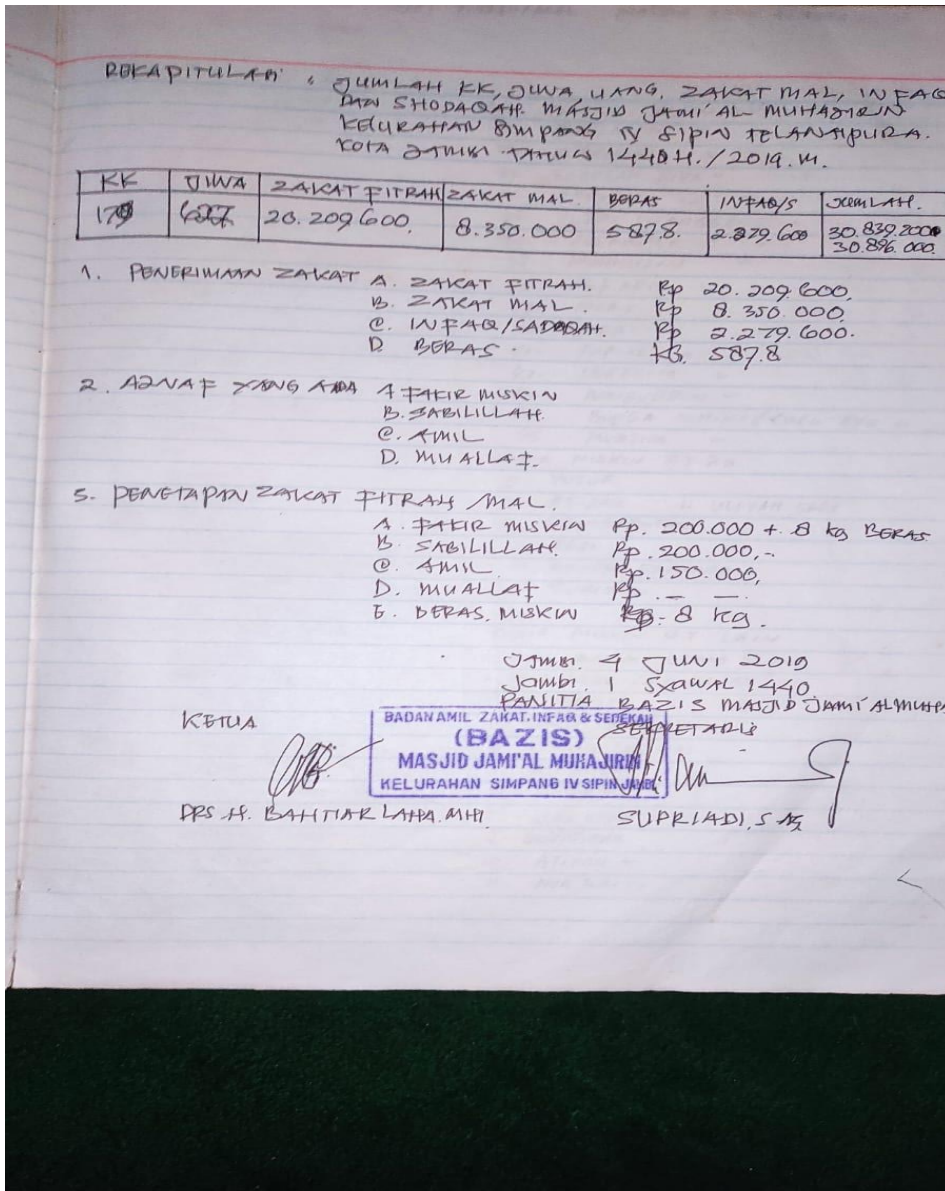 REKAPITULASI : JUMLAH KK, JIWA, UANG, ZAKAT MAL, INFAQ
DAN SHODAQAH. MASJID JAMI' AL MUHAJIRIN
KELURAHAN SIMPANG IV SIPIN TELANAIPURA.
KOTA JAMBI TAHUN 1440 H./2019.M.
KK JIWA ZAKAT FITRAH ZAKAT MAL. BERAS INFAQ/S JUMLAH.
20.209.600, 8.350.000 587.8. 2.279.600 30.839.200
30.896.000.
1. PENERIMAAN ZAKAT A. ZAKAT FITRAH. Rp 20.209.600,
B. ZAKAT MAL. Rp 8.350.000,
C. INFAQ/SADAQAH. Rp 2.279.600.
D. BERAS. KG. 587.8
2. ASNAF YANG ADA A FAKIR MISKIN
B. SABILILLAH.
C. AMIL
D. MUALLAF.
5. PENETAPAN ZAKAT FITRAH /MAL.
A. FAKIR MISKIN Rp. 200.000 + 8 kg BERAS
B. SABILILLAH. Rp. 200.000,-
C. AMIL Rp. 150.000,
D. MUALLAF Rp. — —
E. BERAS. MISKIN 8 kg.
JAMBI. 4 JUNI 2019
Jambi. 1 SYAWAL 1440
PANITIA BAZIS MASJID JAMI' ALMUHA
KETUA SEKRETARIS
BADAN AMIL ZAKAT.INFAQ & SEDEKAH
(BAZIS)
MASJID JAMI'AL MUHAJIRIN
KELURAHAN SIMPANG IV SIPIN JAMBI
DRS. H. BAHTIAR LAHA. MHI SUPRIADI, S Ag